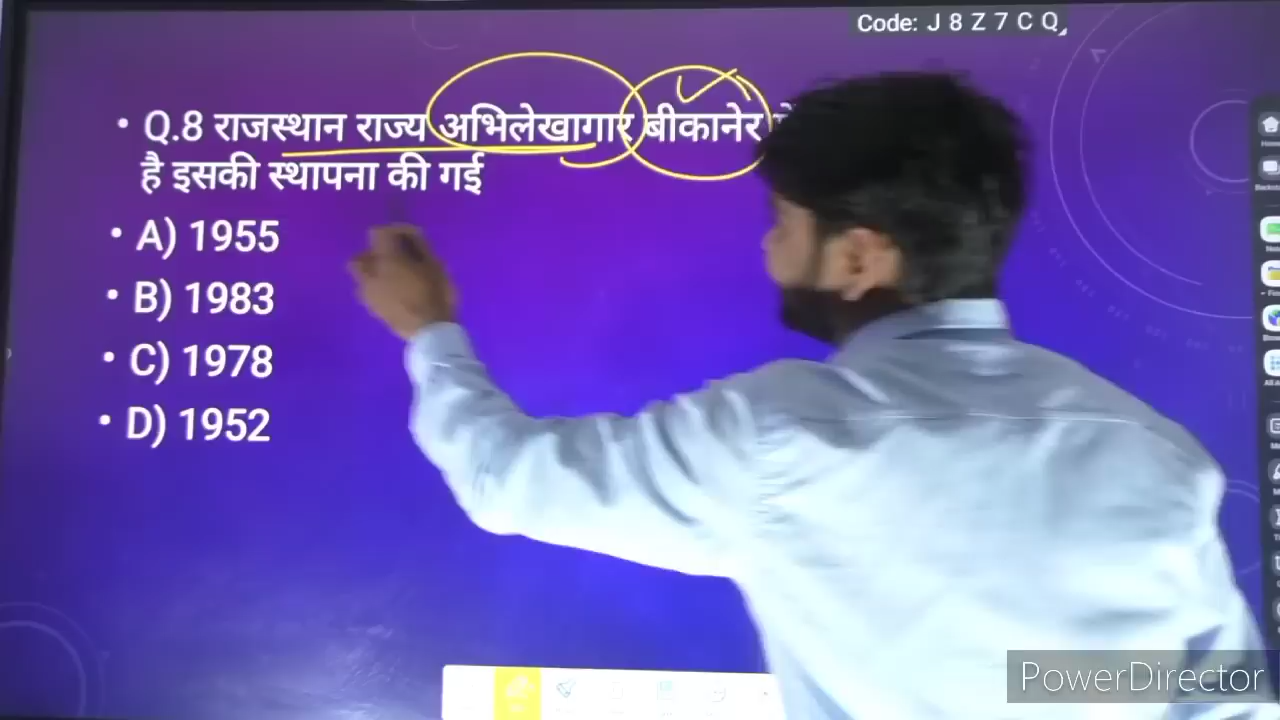 Code: J 8 Z 7 C Q
• Q.8 राजस्थान राज्य अभिलेखागार बीकानेर
है इसकी स्थापना की गई
• A) 1955
• B) 1983
• C) 1978
• D) 1952
PowerDirector